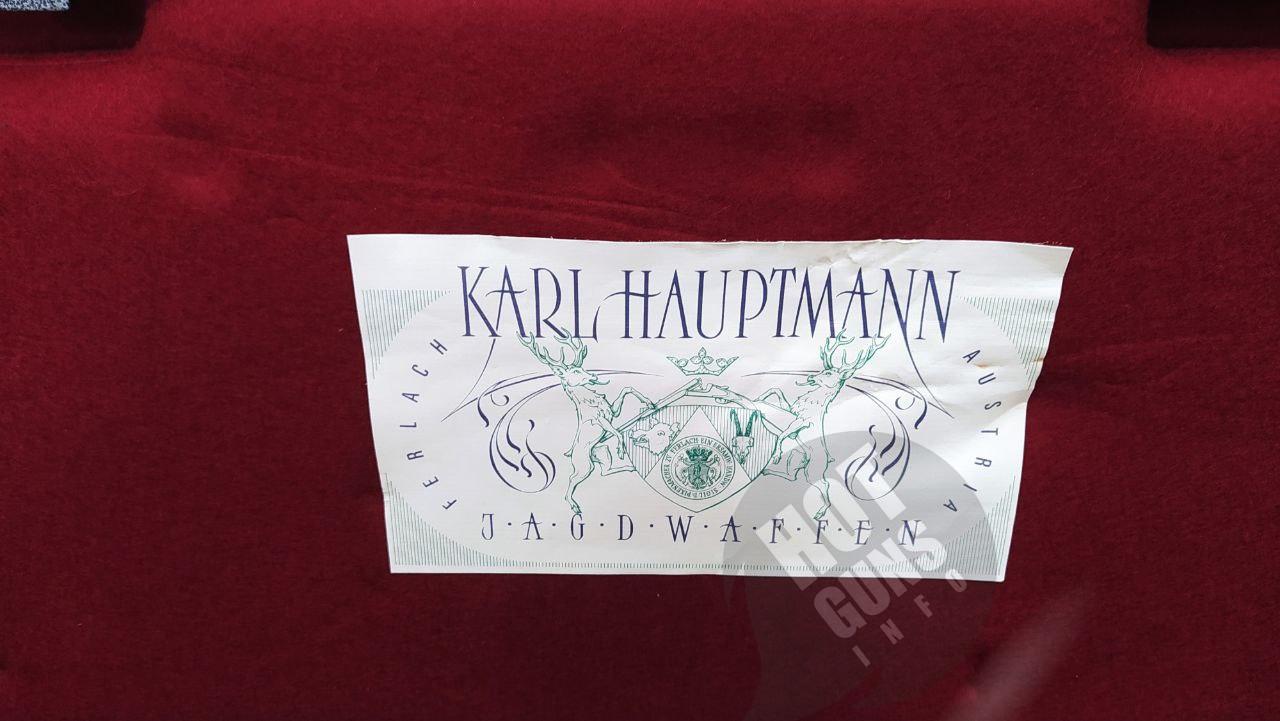 KARL HAUPTMANN
FERLACH
AUSTRIA
J·A·G·D·W·A·F·F·E·N
HOT
GUNS
INFO